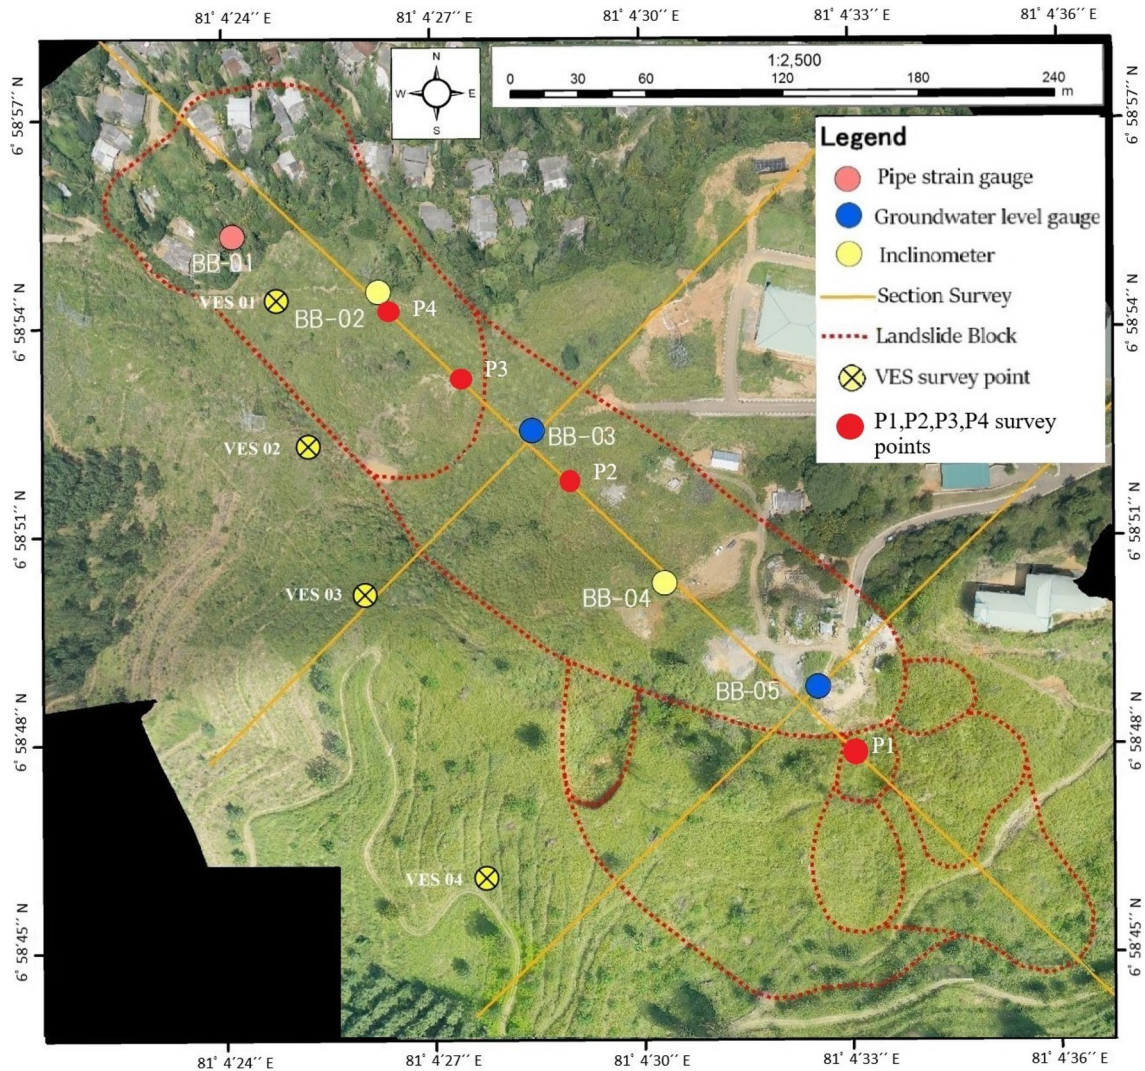 81° 4′24′′ E
81° 4′27′′ E
81° 4′30′′ E
81° 4′33′′ E
81° 4′36′′ E
N
W
E
S
1:2,500
0
30
60
120
180
240
m
6° 58′57′′ N
6° 58′57′′ N
Legend
Pipe strain gauge
Groundwater level gauge
Inclinometer
Section Survey
Landslide Block
VES survey point
P1,P2,P3,P4 survey
points
BB-01
VES 01
BB-02
P4
6° 58′54′′ N
6° 58′54′′ N
P3
BB-03
VES 02
P2
6° 58′51′′ N
6° 58′51′′ N
VES 03
BB-04
BB-05
6° 58′48′′ N
6° 58′48′′ N
P1
VES 04
6° 58′45′′ N
6° 58′45′′ N
81° 4′24′′ E
81° 4′27′′ E
81° 4′30′′ E
81° 4′33′′ E
81° 4′36′′ E